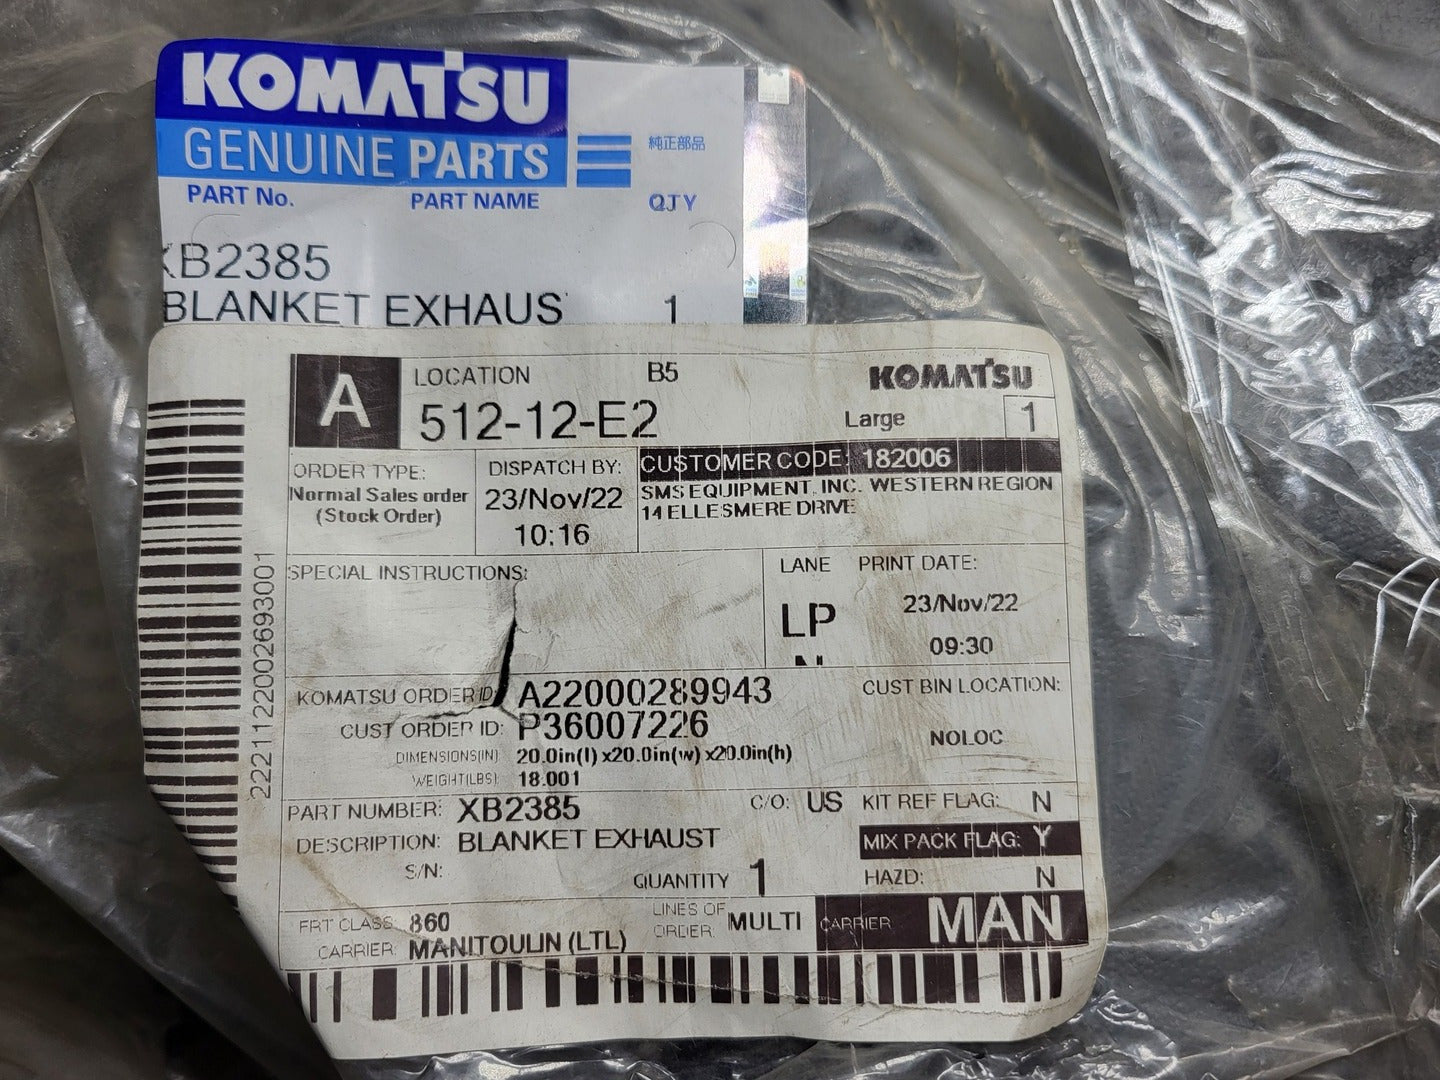 KOMATSU
GENUINE PARTS
純正部品
PART No. PART NAME QTY
XB2385
BLANKET EXHAUS 1
A LOCATION B5 KOMATSU
512-12-E2 Large 1
ORDER TYPE: DISPATCH BY: CUSTOMER CODE: 182006
Normal Sales order 23/Nov/22 SMS EQUIPMENT, INC. WESTERN REGION
(Stock Order) 10:16 14 ELLESMERE DRIVE
SPECIAL INSTRUCTIONS: LANE PRINT DATE:
LP 23/Nov/22
09:30
KOMATSU ORDER ID: A22000289943 CUST BIN LOCATION:
CUST ORDER ID: P36007226
NOLOC
DIMENSIONS(IN): 20.0in(l) x20.0in(w) x20.0in(h)
WEIGHT(LBS): 18.001
PART NUMBER: XB2385 C/O: US KIT REF FLAG: N
DESCRIPTION: BLANKET EXHAUST MIX PACK FLAG: Y
S/N: QUANTITY 1 HAZD: N
FRT CLASS: 860 LINES OF ORDER: MULTI CARRIER MAN
CARRIER: MANITOULIN (LTL)
22211220026930​01